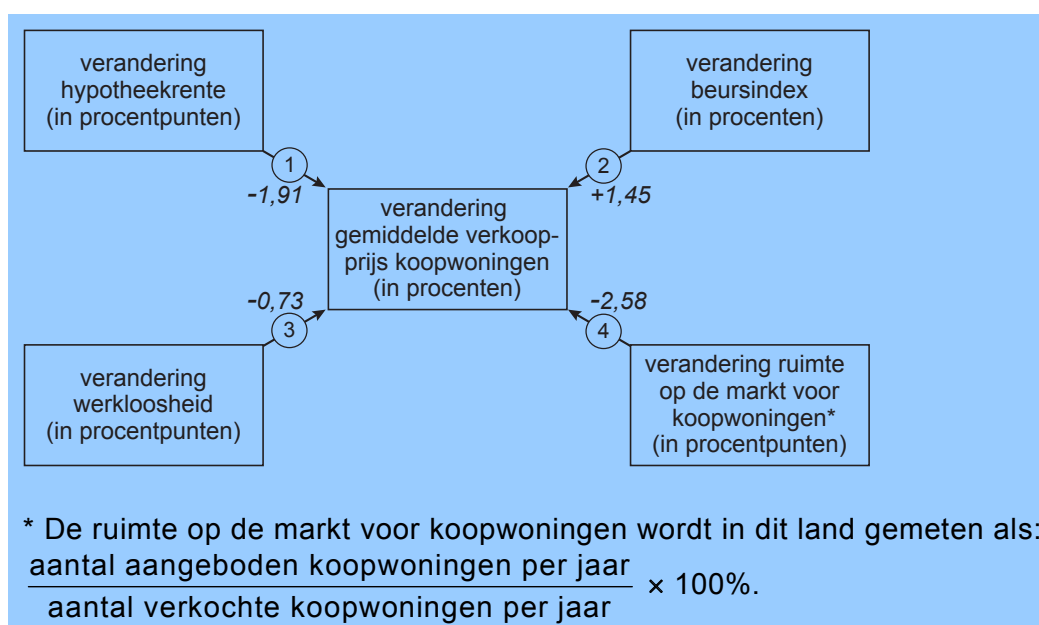 verandering
hypotheekrente
(in procentpunten)
verandering
beursindex
(in procenten)
1
-1,91
2
+1,45
verandering
gemiddelde verkoop-
prijs koopwoningen
(in procenten)
-0,73
3
-2,58
4
verandering
werkloosheid
(in procentpunten)
verandering ruimte
op de markt voor
koopwoningen*
(in procentpunten)
* De ruimte op de markt voor koopwoningen wordt in dit land gemeten als:
aantal aangeboden koopwoningen per jaar
aantal verkochte koopwoningen per jaar
× 100%.